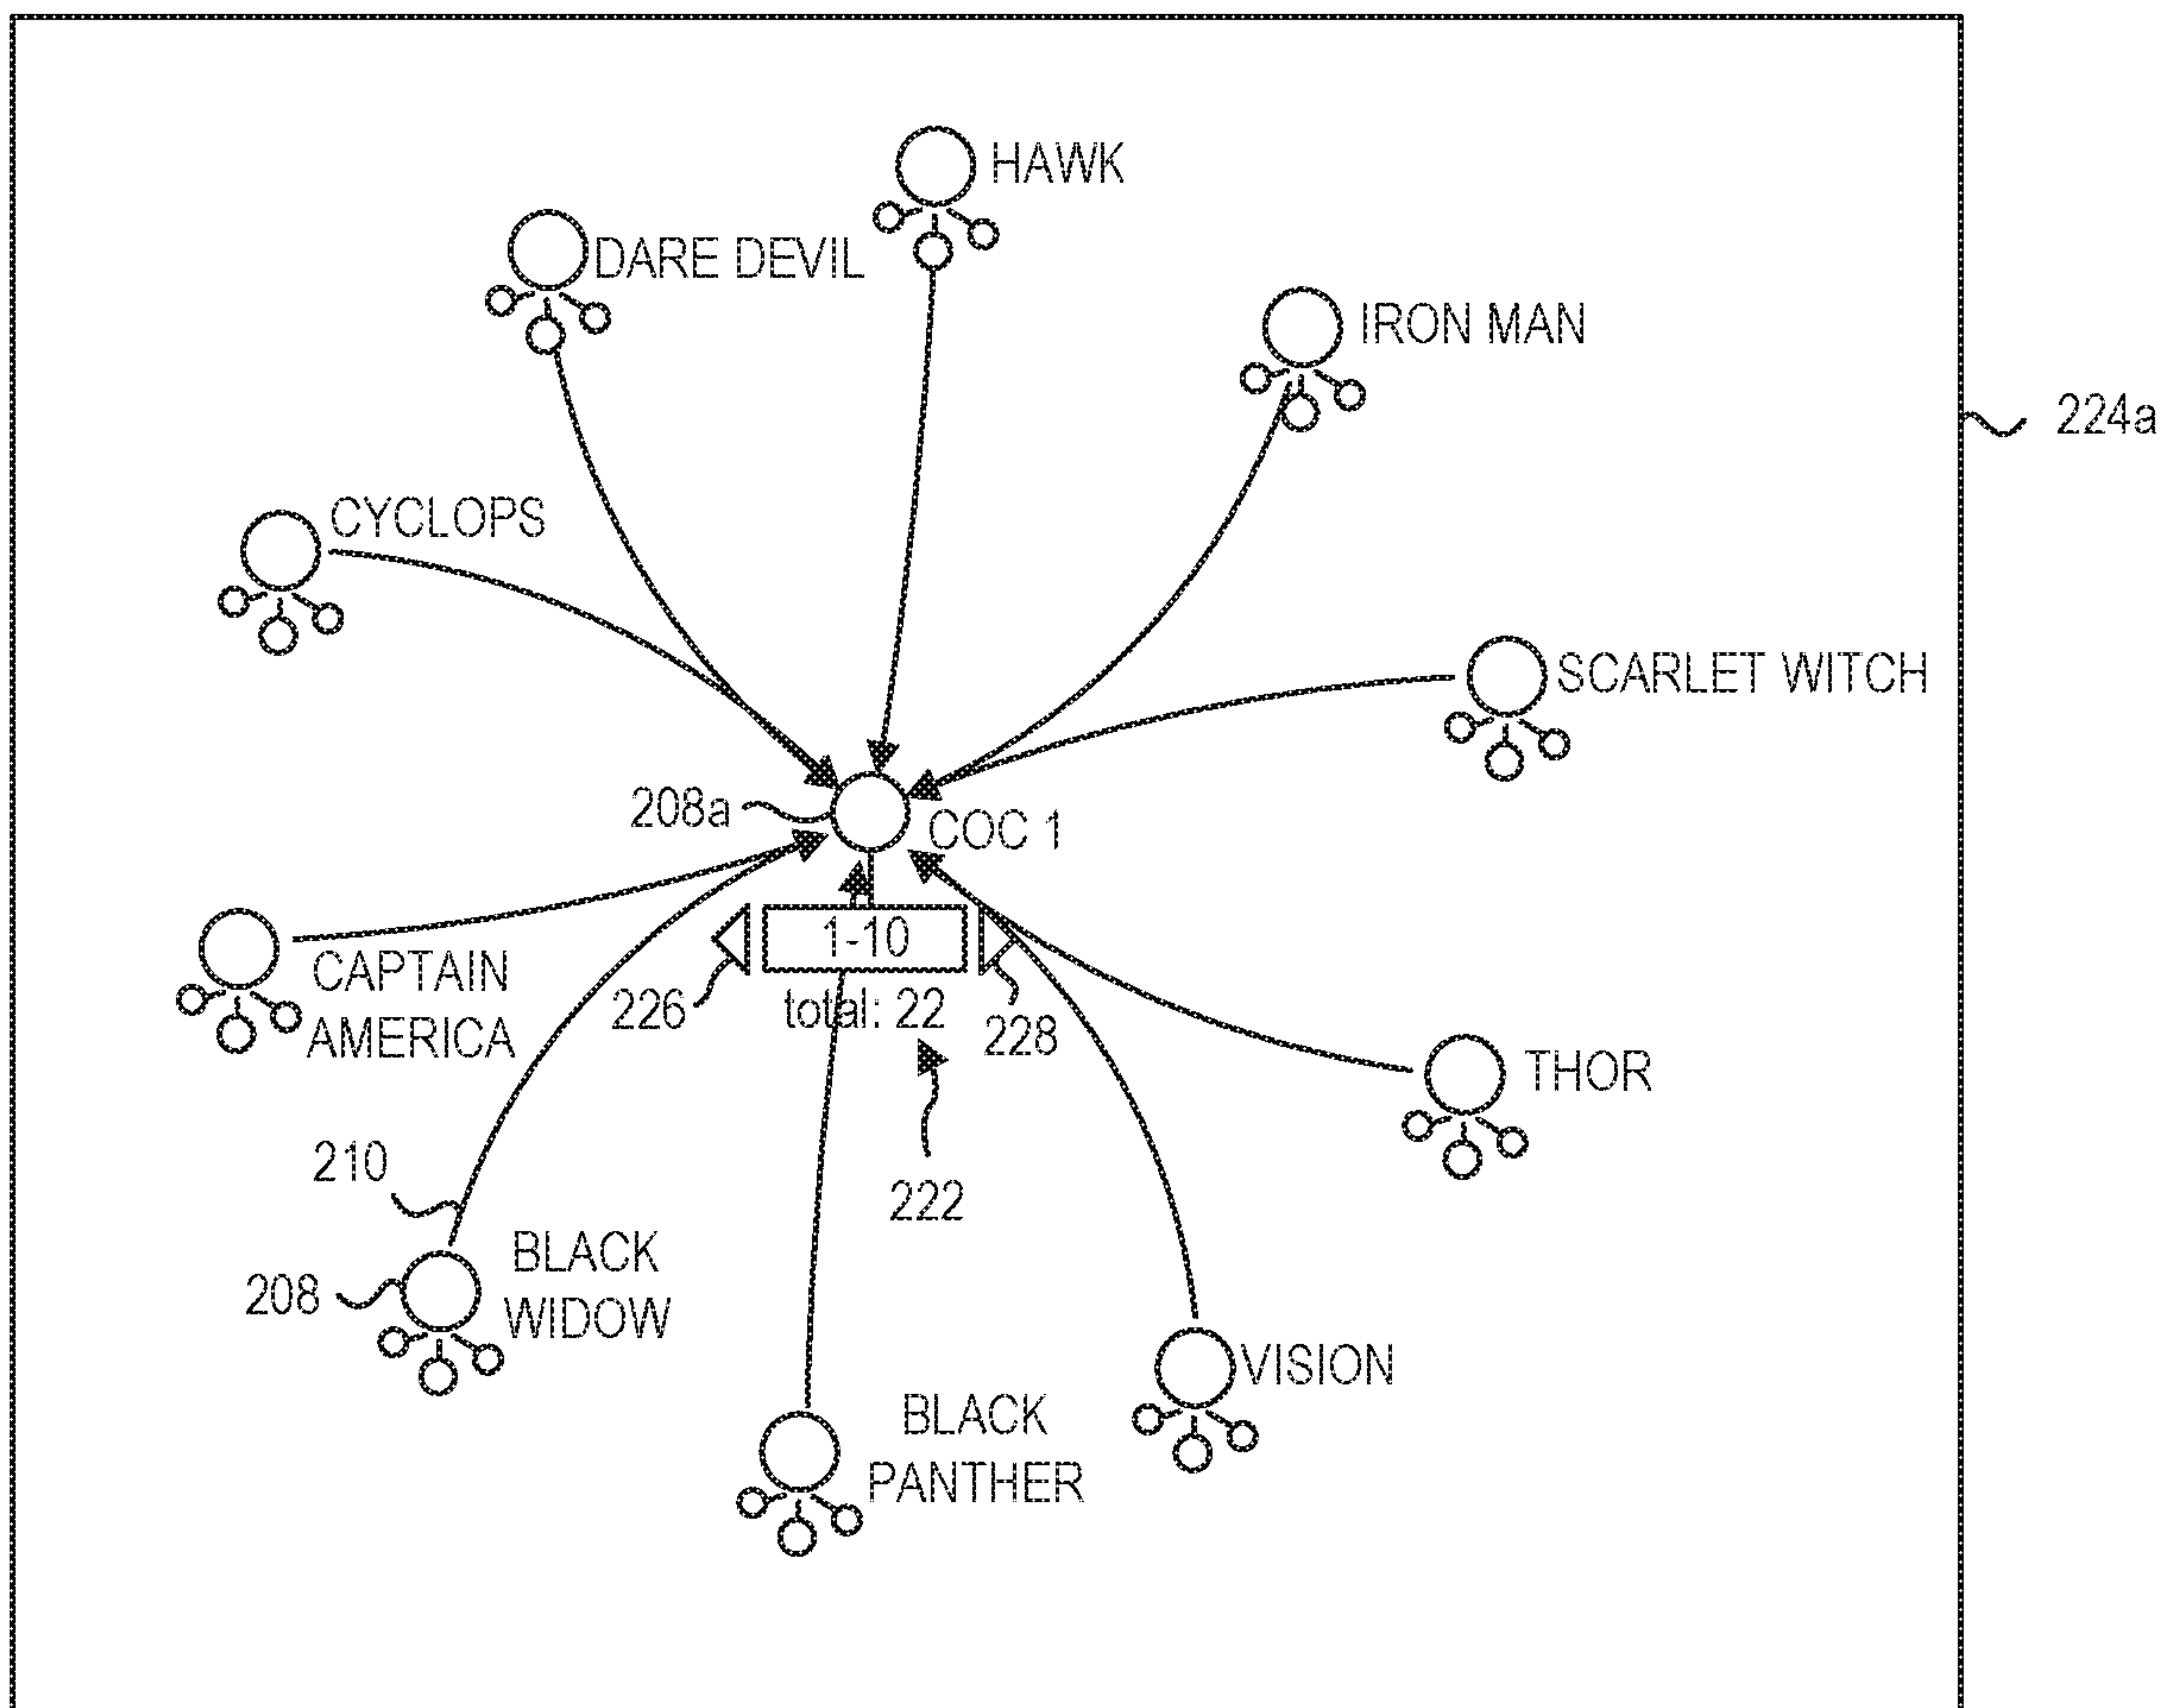 HAWK
DARE DEVIL
IRON MAN
224a
CYCLOPS
SCARLET WITCH
208a
COC 1
1-10
CAPTAIN
AMERICA
226
total: 22
228
THOR
210
222
BLACK
WIDOW
208
VISION
BLACK
PANTHER